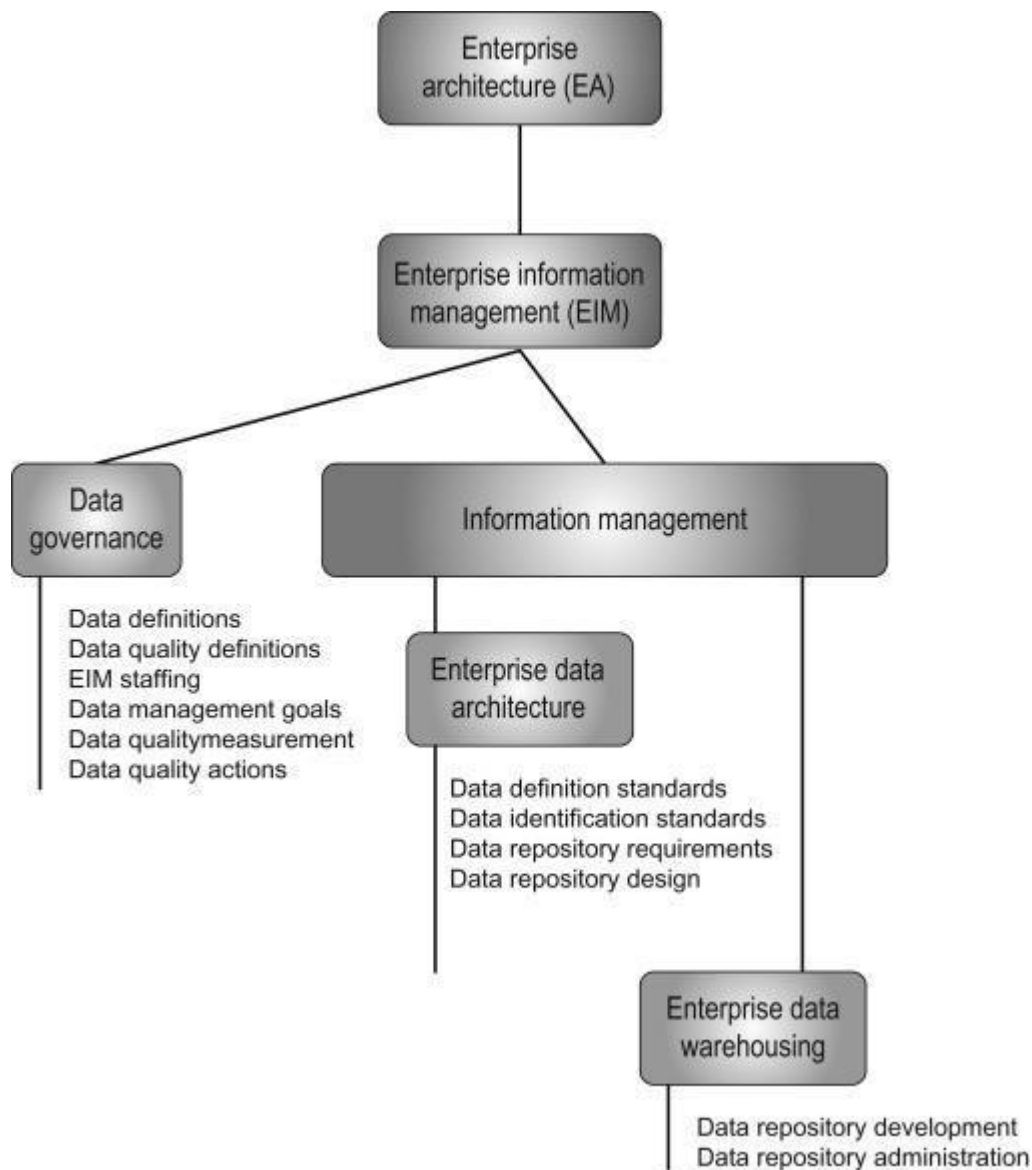 Enterprise
architecture (EA)
Enterprise information
management (EIM)
Data
governance
Information management
Data definitions
Data quality definitions
EIM staffing
Data management goals
Data qualitymeasurement
Data quality actions
Enterprise data
architecture
Data definition standards
Data identification standards
Data repository requirements
Data repository design
Enterprise data
warehousing
Data repository development
Data repository administration